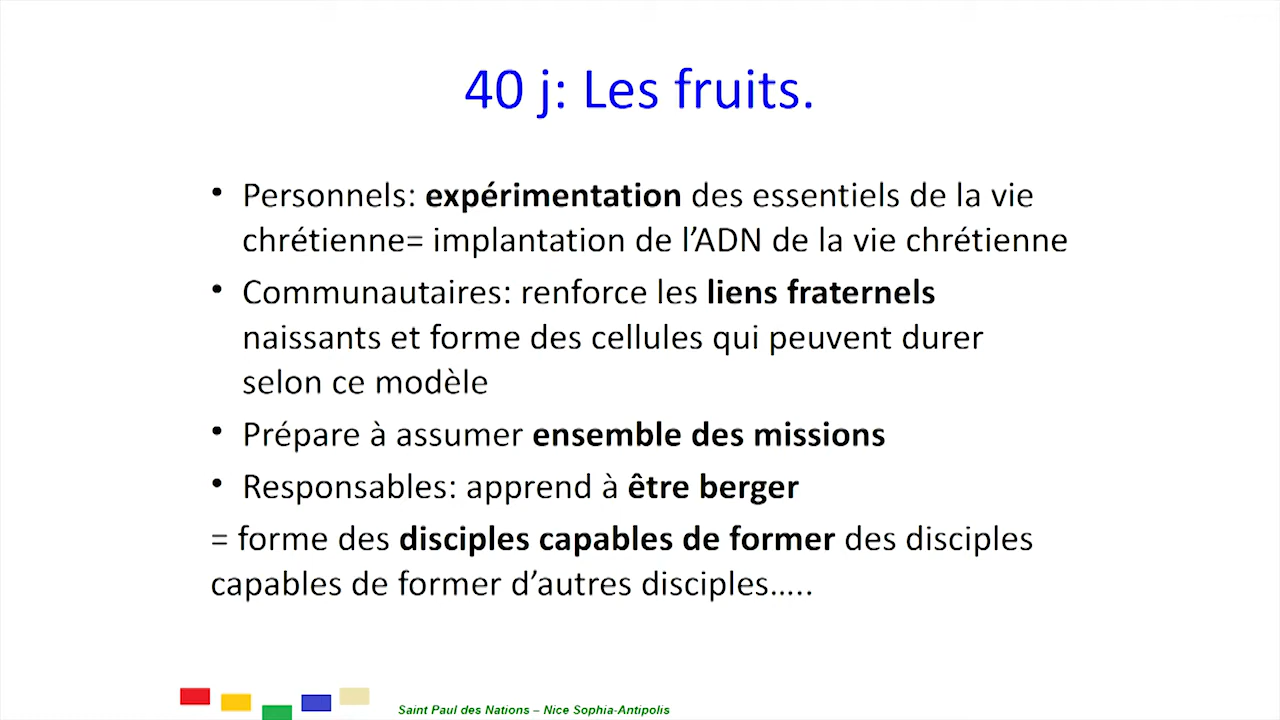 40 j: Les fruits.
• Personnels: expérimentation des essentiels de la vie
chrétienne= implantation de l’ADN de la vie chrétienne
• Communautaires: renforce les liens fraternels
naissants et forme des cellules qui peuvent durer
selon ce modèle
• Prépare à assumer ensemble des missions
• Responsables: apprend à être berger
= forme des disciples capables de former des disciples
capables de former d’autres disciples…..
Saint Paul des Nations – Nice Sophia-Antipolis